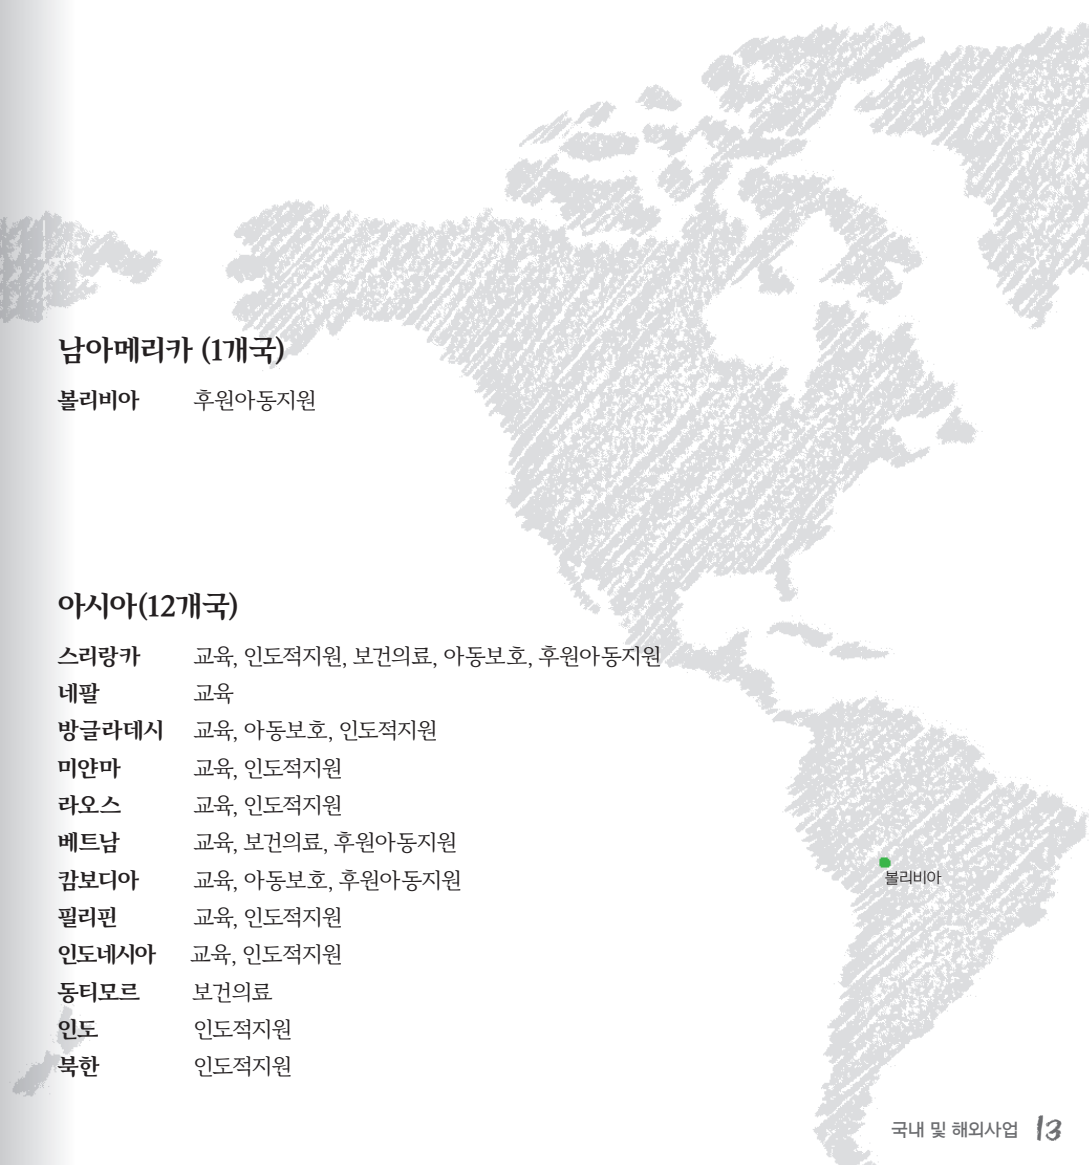 남아메리카 (1개국)
볼리비아 후원아동지원
아시아(12개국)
스리랑카 교육, 인도적지원, 보건의료, 아동보호, 후원아동지원
네팔 교육
방글라데시 교육, 아동보호, 인도적지원
미얀마 교육, 인도적지원
라오스 교육, 인도적지원
베트남 교육, 보건의료, 후원아동지원
캄보디아 교육, 아동보호, 후원아동지원
필리핀 교육, 인도적지원
인도네시아 교육, 인도적지원
동티모르 보건의료
인도 인도적지원
북한 인도적지원
볼리비아
국내 및 해외사업 13